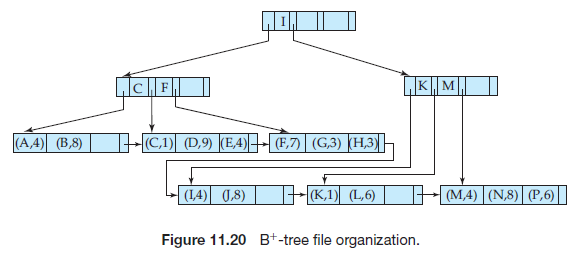 I
C F
K M
(A,4) (B,8)
(C,1) (D,9) (E,4)
(F,7) (G,3) (H,3)
(I,4) (J,8)
(K,1) (L,6)
(M,4) (N,8) (P,6)
Figure 11.20 B+-tree file organization.